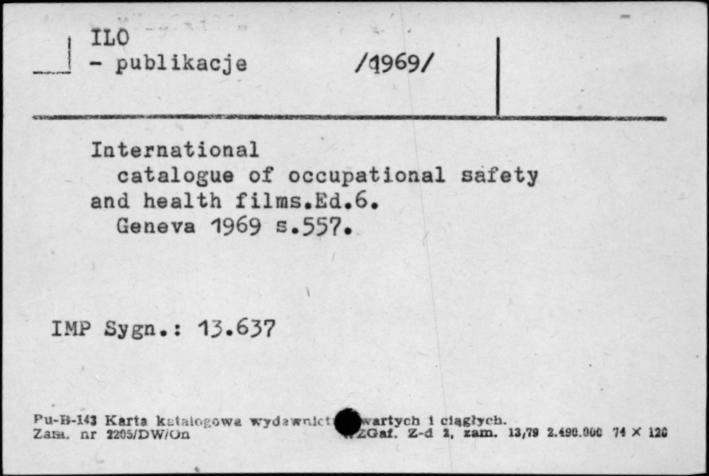 ILO
- publikacje /1969/
International
catalogue of occupational safety
and health films.Ed.6.
Geneva 1969 s.557.
IMP Sygn.: 13.637
Pu-B-143 Karta katalogowa wydawnict wartych i ciągłych.
Zam. nr 2205/DW/On ZGaf. Z-d 2, zam. 13,79 2.490.000 74 X 120